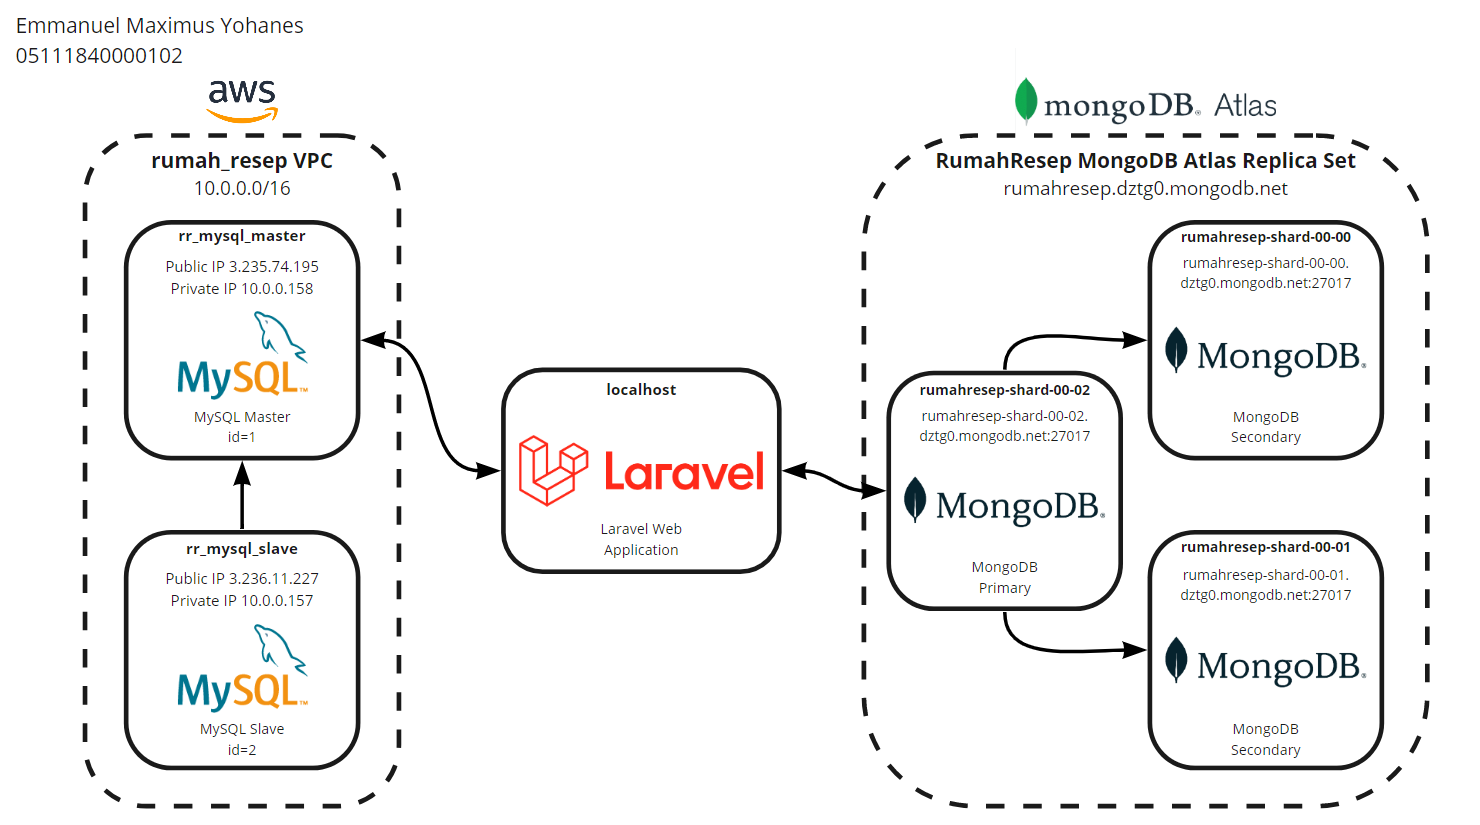 Emmanuel Maximus Yohanes
05111840000102
aws
rumah_resep VPC
10.0.0.0/16
rr_mysql_master
Public IP 3.235.74.195
Private IP 10.0.0.158
MySQL™
MySQL Master
id=1
rr_mysql_slave
Public IP 3.236.11.227
Private IP 10.0.0.157
MySQL™
MySQL Slave
id=2
localhost
Laravel
Laravel Web
Application
mongoDB® Atlas
RumahResep MongoDB Atlas Replica Set
rumahresep.dztg0.mongodb.net
rumahresep-shard-00-02
rumahresep-shard-00-02.
dztg0.mongodb.net:27017
MongoDB®
MongoDB
Primary
rumahresep-shard-00-00
rumahresep-shard-00-00.
dztg0.mongodb.net:27017
MongoDB®
MongoDB
Secondary
rumahresep-shard-00-01
rumahresep-shard-00-01.
dztg0.mongodb.net:27017
MongoDB®
MongoDB
Secondary